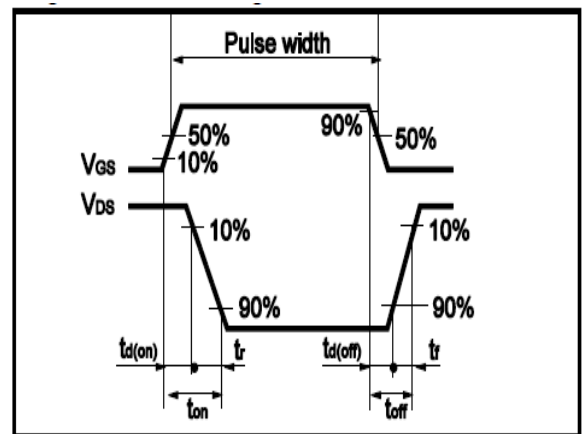 Pulse width
90%
50%
50%
10%
VGS
VDS
10%
10%
90%
90%
td(on)
tr
td(off)
tf
ton
toff